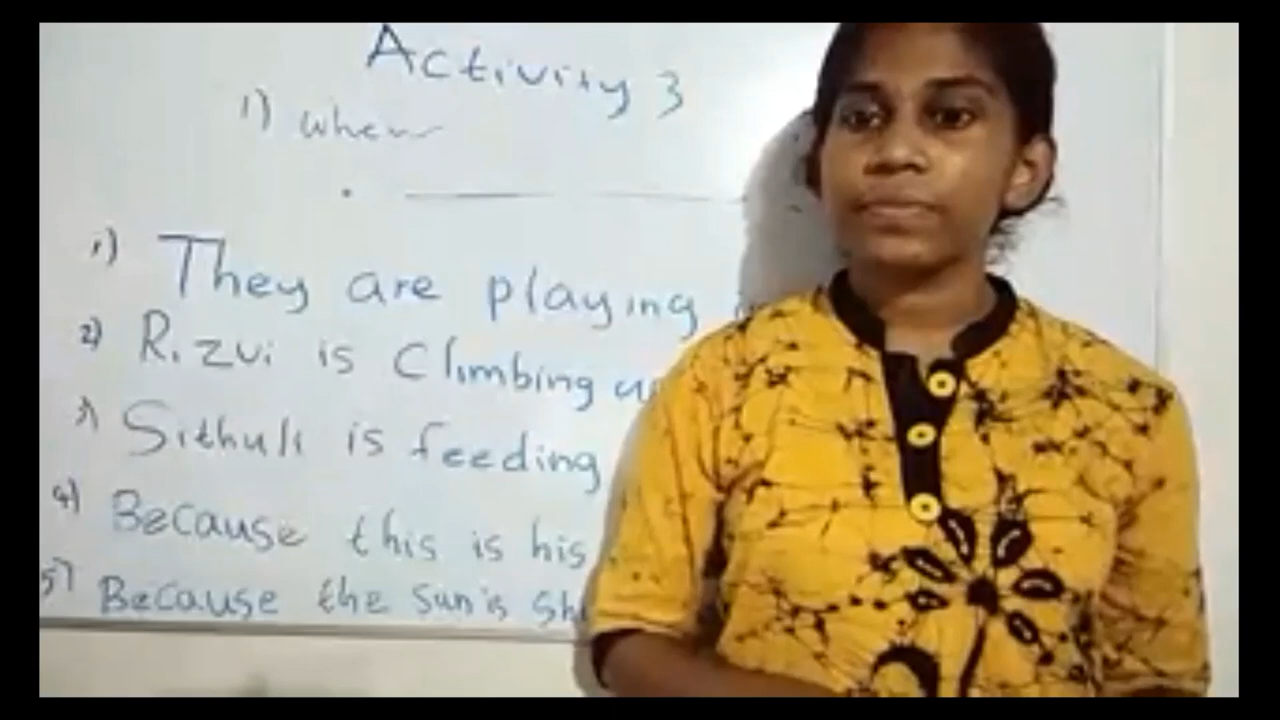 Activity 3
1) When
1) They are playing
2) Rizvi is Climbing
3) Sithuli is feeding
4) Because this is his
5) Because the sun's